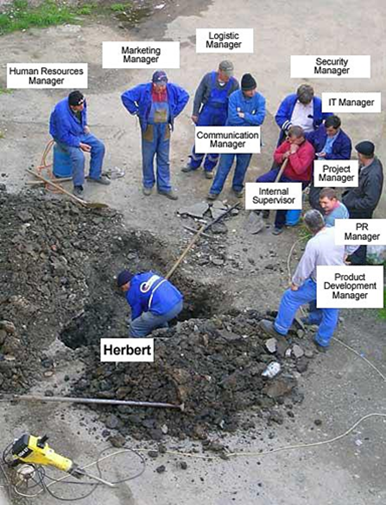 Logistic
Manager
Marketing
Manager
Security
Manager
Human Resources
Manager
IT Manager
Communication
Manager
Project
Manager
Internal
Supervisor
PR
Manager
Product
Development
Manager
Herbert